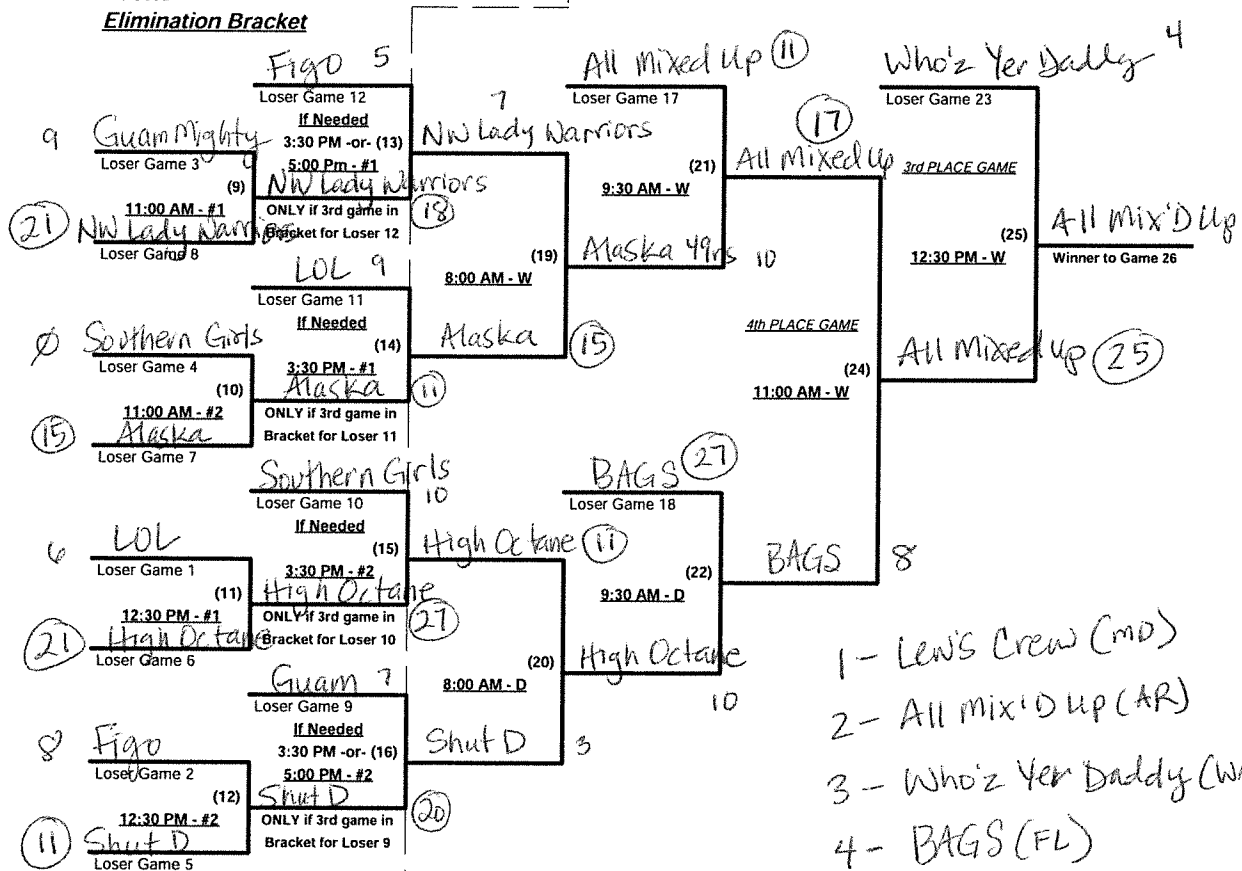 Elimination Bracket
Figo 5
Loser Game 12
If Needed
3:30 PM -or- (13)
5:00 Pm - #1
NW Lady Warriors
18
ONLY if 3rd game in
Bracket for Loser 12
9 Guam Mighty
Loser Game 3
(9)
11:00 AM - #1
21 NW Lady Warriors
Loser Game 8
LOL 9
Loser Game 11
If Needed
(14)
3:30 PM - #1
Alaska 11
ONLY if 3rd game in
Bracket for Loser 11
Ø Southern Girls
Loser Game 4
(10)
11:00 AM - #2
15 Alaska
Loser Game 7
Southern Girls
10
Loser Game 10
If Needed
(15)
3:30 PM - #2
High Octane
27
ONLY if 3rd game in
Bracket for Loser 10
6 LOL
Loser Game 1
(11)
12:30 PM - #1
21 High Octane
Loser Game 6
Guam 7
Loser Game 9
If Needed
3:30 PM -or- (16)
5:00 PM - #2
Shut D
20
ONLY if 3rd game in
Bracket for Loser 9
8 Figo
Loser Game 2
(12)
12:30 PM - #2
11 Shut D
Loser Game 5
7
NW Lady Warriors
(19)
8:00 AM - W
Alaska 15
High Octane 11
(20)
8:00 AM - D
Shut D 3
All Mixed Up 11
Loser Game 17
(21)
9:30 AM - W
Alaska 49rs 10
BAGS 27
Loser Game 18
(22)
9:30 AM - D
High Octane
10
17
All Mixed Up
4th PLACE GAME
(24)
11:00 AM - W
BAGS 8
Who'z Yer Daddy 4
Loser Game 23
3rd PLACE GAME
(25)
12:30 PM - W
All Mixed Up 25
All Mix'D Up
Winner to Game 26
1 - Lew's Crew (MD)
2 - All Mix'D Up (AR)
3 - Who'z Yer Daddy (WA
4 - BAGS (FL)